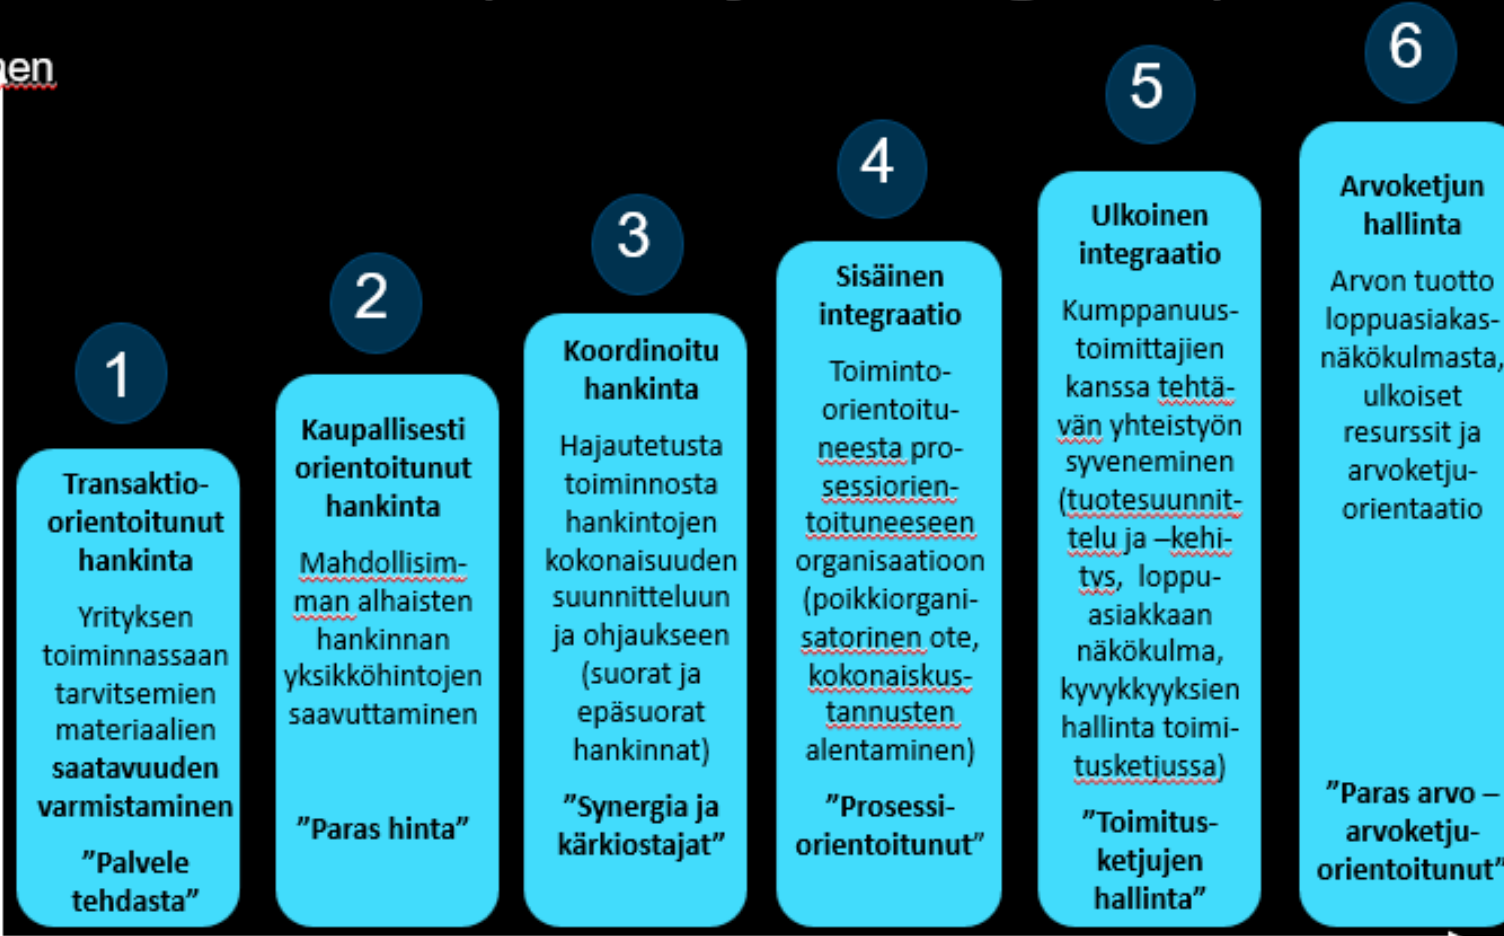 1
Transaktio-
orientoitunut
hankinta
Yrityksen
toiminnassaan
tarvitsemien
materiaalien
saatavuuden
varmistaminen
”Palvele
tehdasta”
2
Kaupallisesti
orientoitunut
hankinta
Mahdollisim-
man alhaisten
hankinnan
yksikköhintojen
saavuttaminen
”Paras hinta”
3
Koordinoitu
hankinta
Hajautetusta
toiminnosta
hankintojen
kokonaisuuden
suunnitteluun
ja ohjaukseen
(suorat ja
epäsuorat
hankinnat)
”Synergia ja
kärkiostajat”
4
Sisäinen
integraatio
Toiminto-
orientoitu-
neesta pro-
sessiorien-
toituneeseen
organisaatioon
(poikkiorgani-
satorinen ote,
kokonaiskus-
tannusten
alentaminen)
”Prosessi-
orientoitunut”
5
Ulkoinen
integraatio
Kumppanuus-
toimittajien
kanssa tehtä-
vän yhteistyön
syveneminen
(tuotesuunnit-
telu ja –kehi-
tys, loppu-
asiakkaan
näkökulma,
kyvykkyyksien
hallinta toimi-
tusketjussa)
”Toimitus-
ketjujen
hallinta”
6
Arvoketjun
hallinta
Arvon tuotto
loppuasiakas-
näkökulmasta,
ulkoiset
resurssit ja
arvoketju-
orientaatio
”Paras arvo –
arvoketju-
orientoitunut”